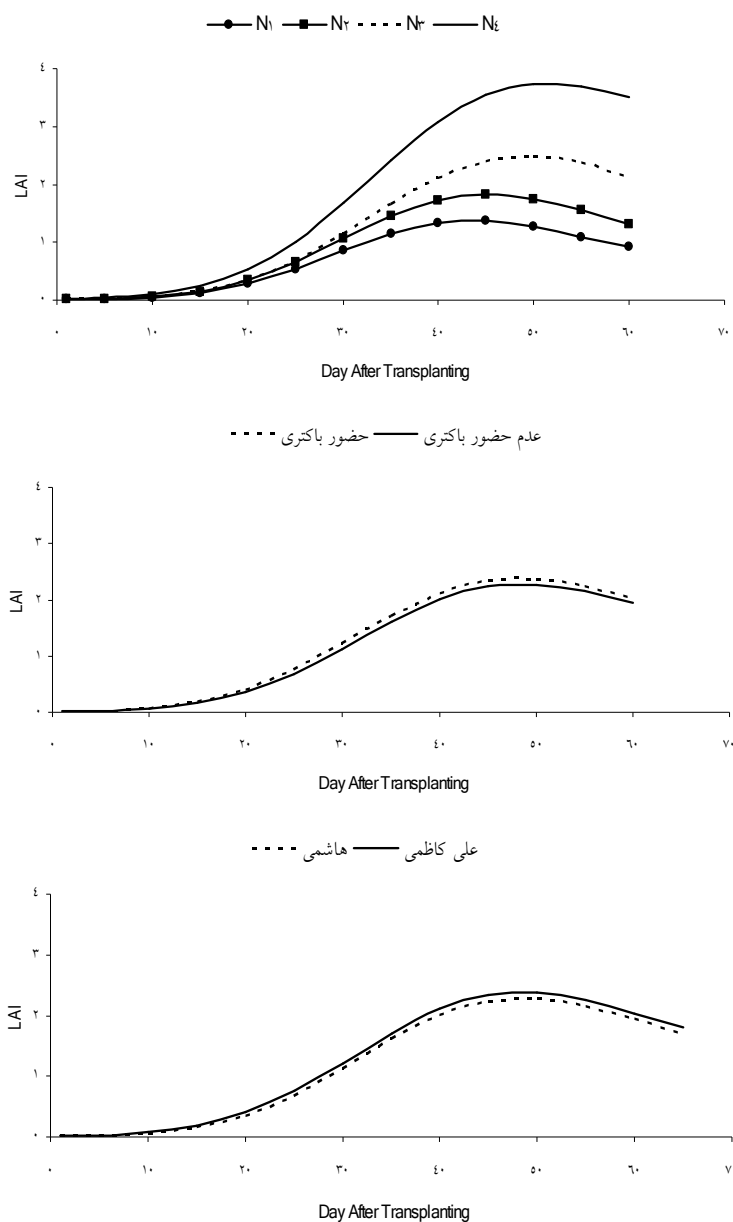 N۱ N۲ N۳ N٤
٤
۳
۲
۱
۰
LAI
۰ ۱۰ ۲۰ ۳۰ ٤۰ ۵۰ ٦۰ ۷۰
Day After Transplanting
حضور باکتری عدم حضور باکتری
٤
۳
۲
۱
۰
LAI
۰ ۱۰ ۲۰ ۳۰ ٤۰ ۵۰ ٦۰ ۷۰
Day After Transplanting
هاشمی علی کاظمی
٤
۳
۲
۱
۰
LAI
۰ ۱۰ ۲۰ ۳۰ ٤۰ ۵۰ ٦۰ ۷
Day After Transplanting